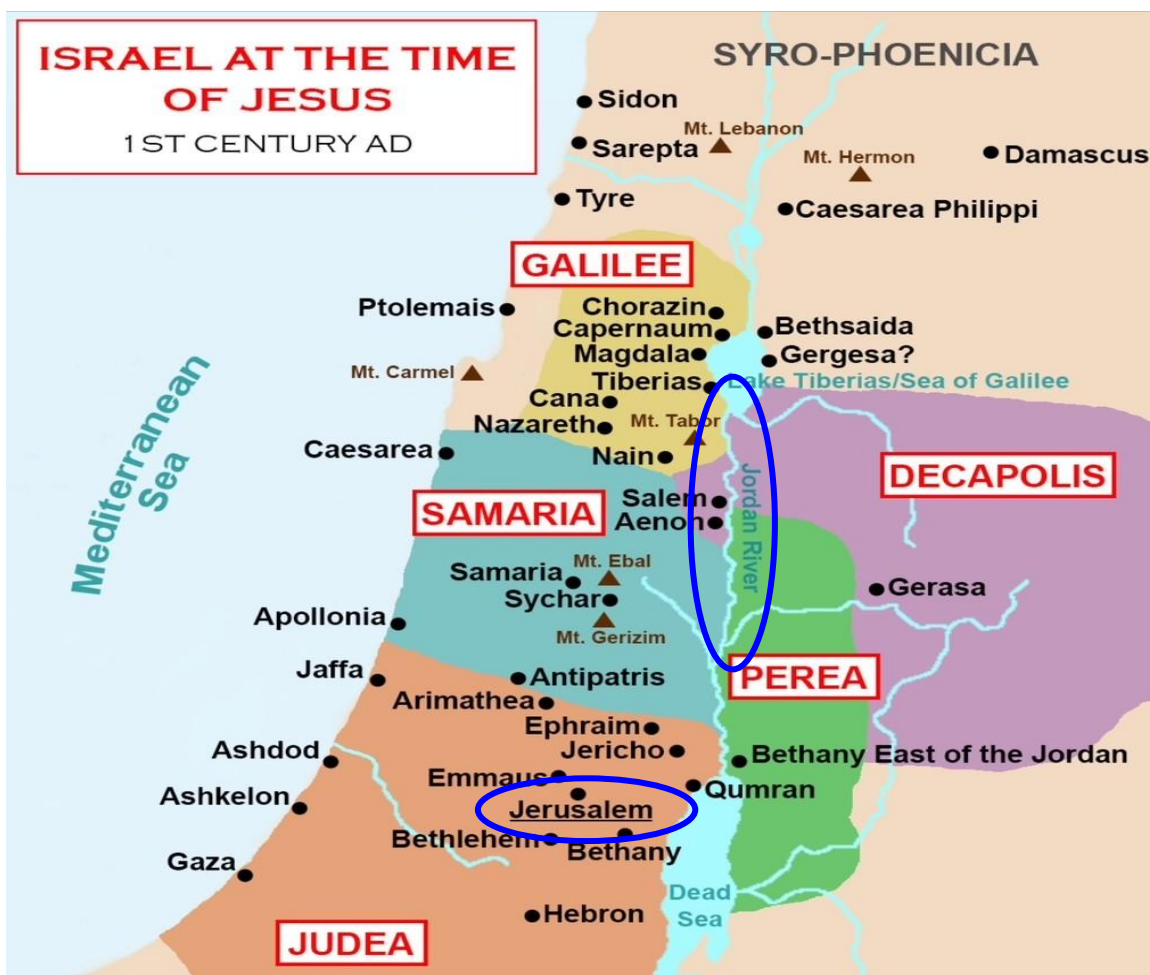 ISRAEL AT THE TIME
OF JESUS
1ST CENTURY AD
SYRO-PHOENICIA
Sidon
Mt. Lebanon
Sarepta
Mt. Hermon
Damascus
Tyre
Caesarea Philippi
GALILEE
Ptolemais
Chorazin
Capernaum
Bethsaida
Magdala
Gergesa?
Mt. Carmel
Tiberias
Lake Tiberias/Sea of Galilee
Cana
Nazareth
Mt. Tabor
Caesarea
Nain
Mediterranean
Sea
DECAPOLIS
Jordan River
Salem
SAMARIA
Aenon
Mt. Ebal
Samaria
Sychar
Gerasa
Apollonia
Mt. Gerizim
Jaffa
Antipatris
PEREA
Arimathea
Ephraim
Jericho
Ashdod
Bethany East of the Jordan
Emmaus
Qumran
Ashkelon
Jerusalem
Bethlehem
Bethany
Gaza
Dead
Sea
Hebron
JUDEA